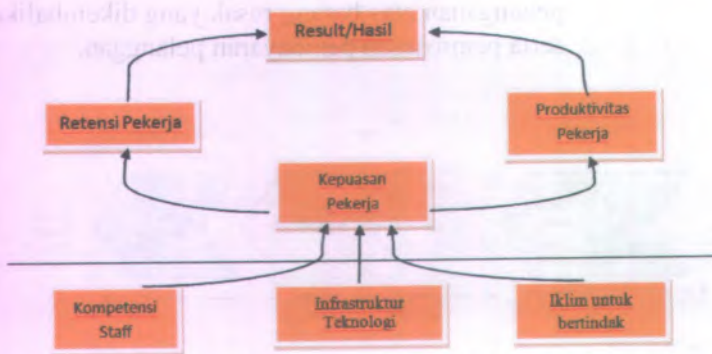 Result/Hasil
Retensi Pekerja
Produktivitas
Pekerja
Kepuasan
Pekerja
Kompetensi
Staff
Infrastruktur
Teknologi
Iklim untuk
bertindak